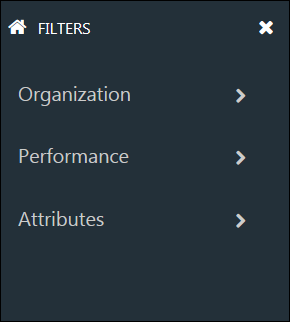 FILTERS
Organization
Performance
Attributes